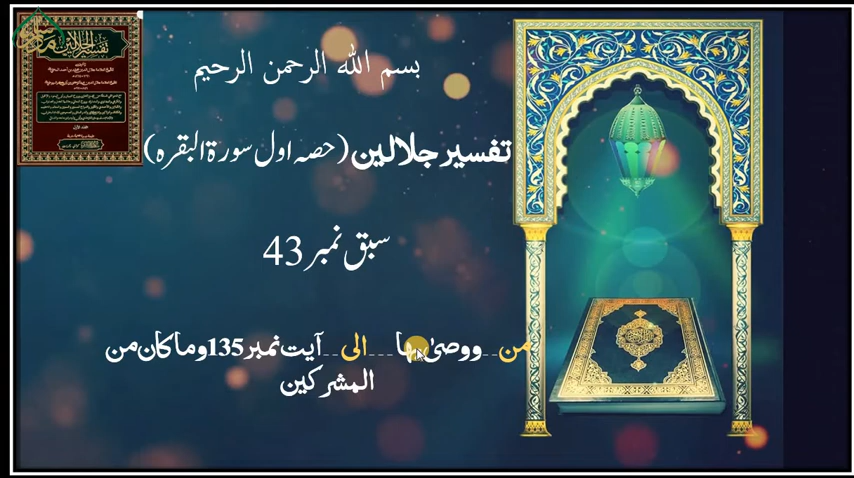 بسم اللہ الرحمن الرحیم
تفسیر جلالین (حصہ اول سورۃ البقرہ)
سبق نمبر 43
من ... ووصیٰ بہا ... الی ... آیت نمبر 135 وما کان من
المشرکین